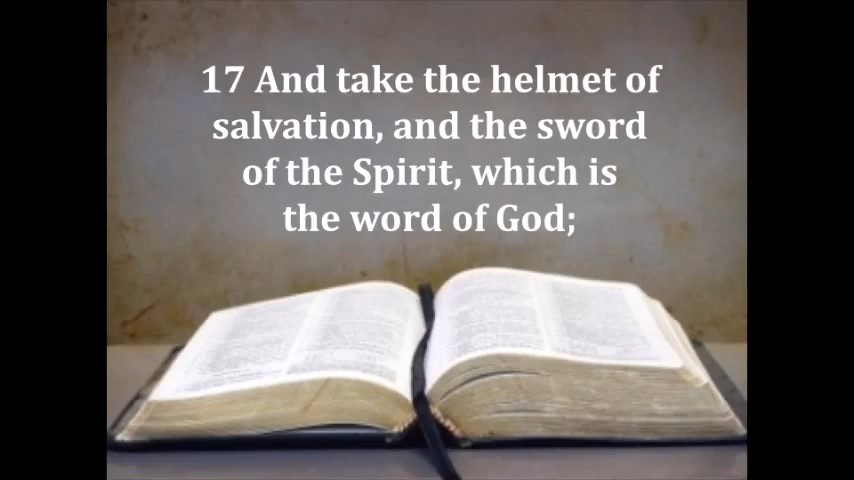 17 And take the helmet of
salvation, and the sword
of the Spirit, which is
the word of God;